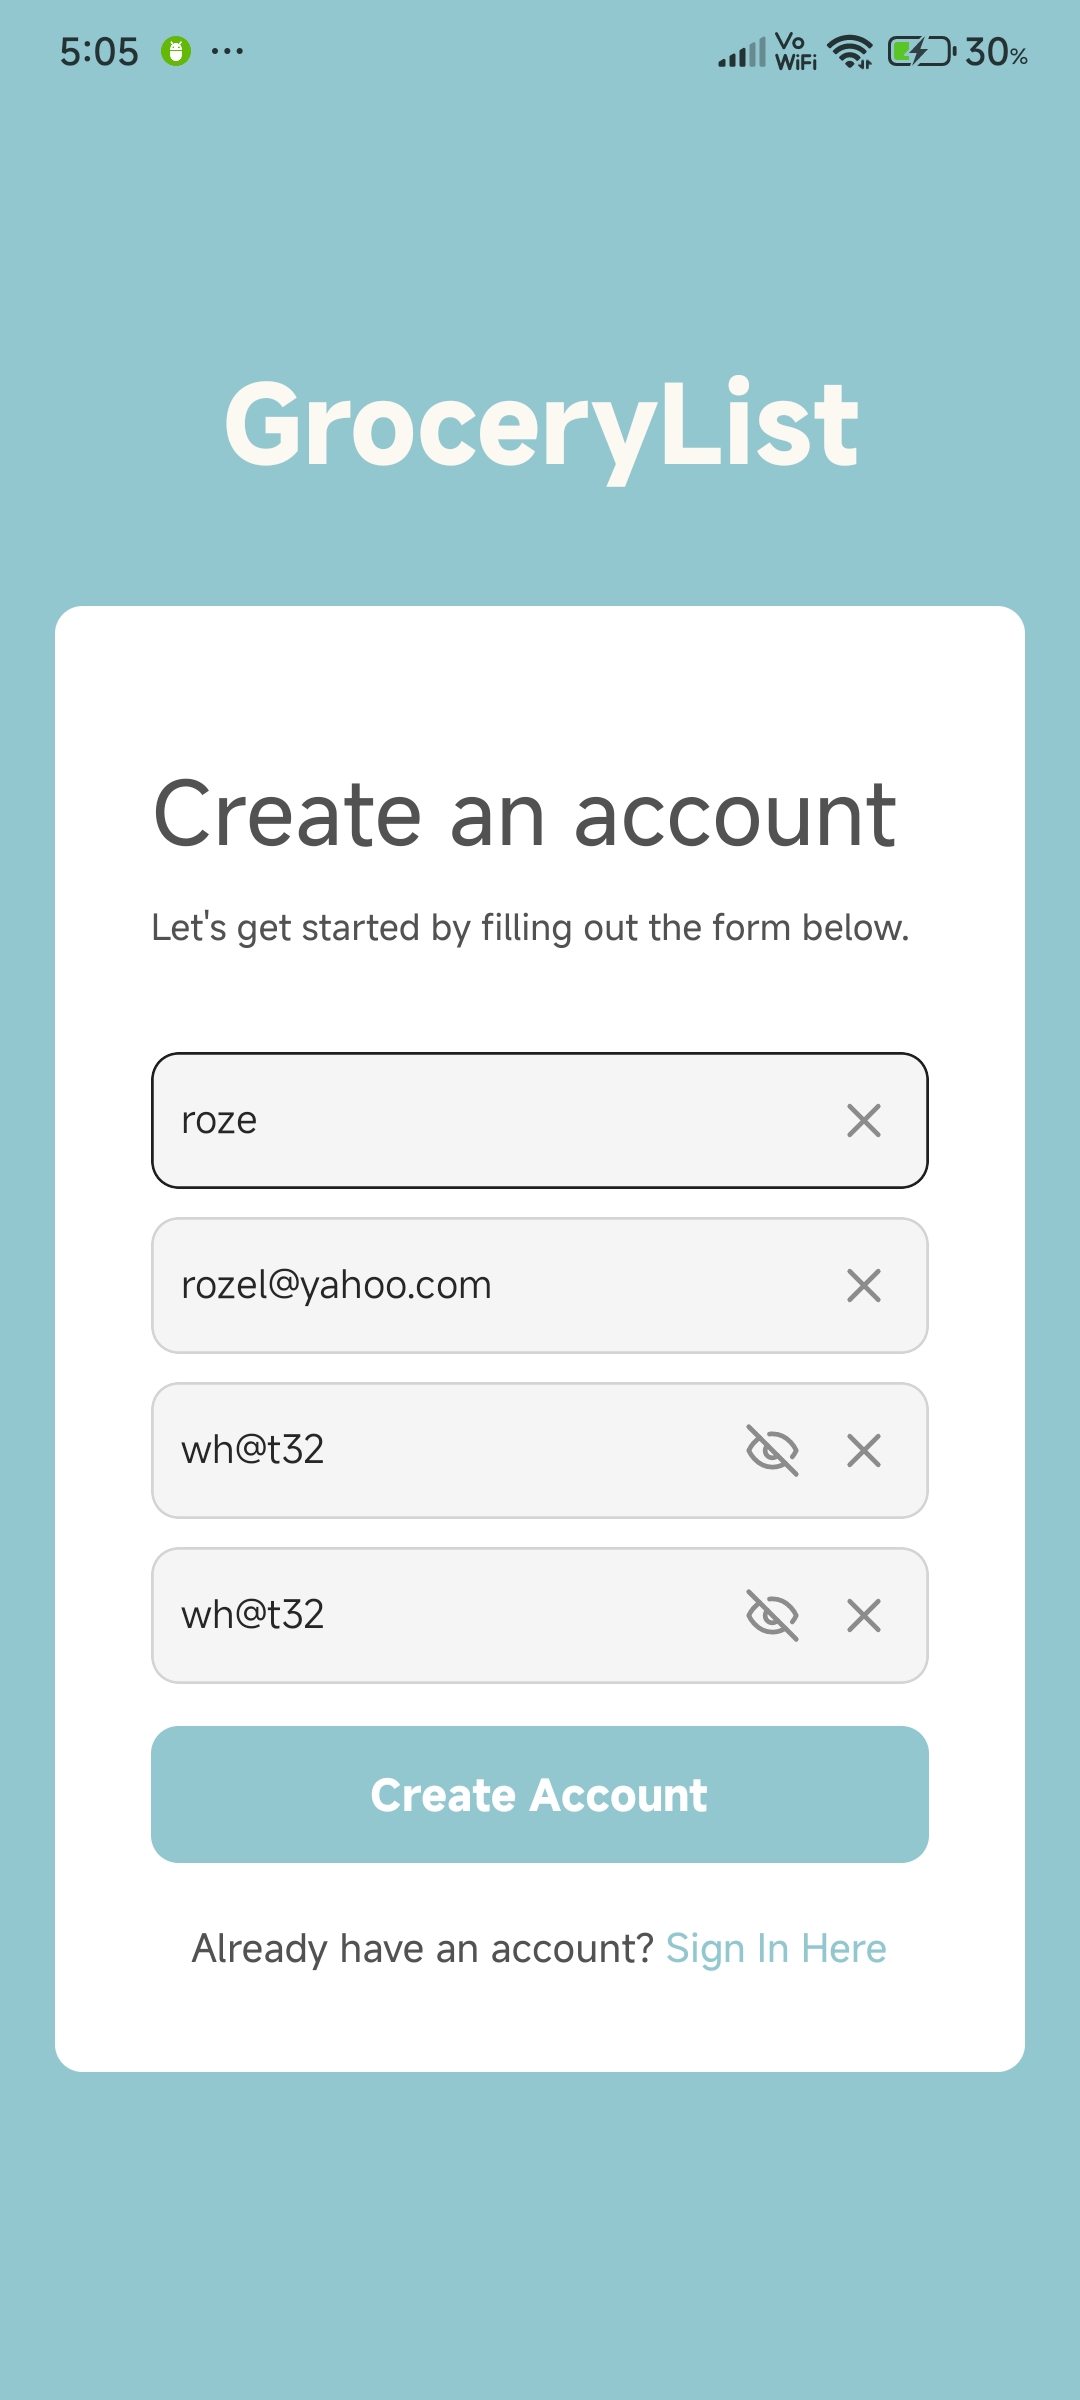 5:05 ... Vo WiFi 30%
GroceryList
Create an account
Let's get started by filling out the form below.
roze
rozel@yahoo.com
wh@t32
wh@t32
Create Account
Already have an account? Sign In Here